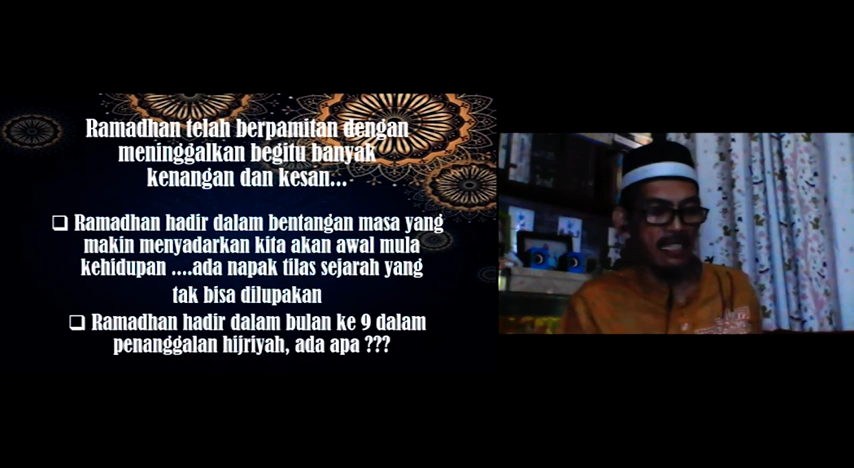 Ramadhan telah berpamitan dengan
meninggalkan begitu banyak
kenangan dan kesan...
Ramadhan hadir dalam bentangan masa yang
makin menyadarkan kita akan awal mula
kehidupan ....ada napak tilas sejarah yang
tak bisa dilupakan
Ramadhan hadir dalam bulan ke 9 dalam
penanggalan hijriyah, ada apa ???